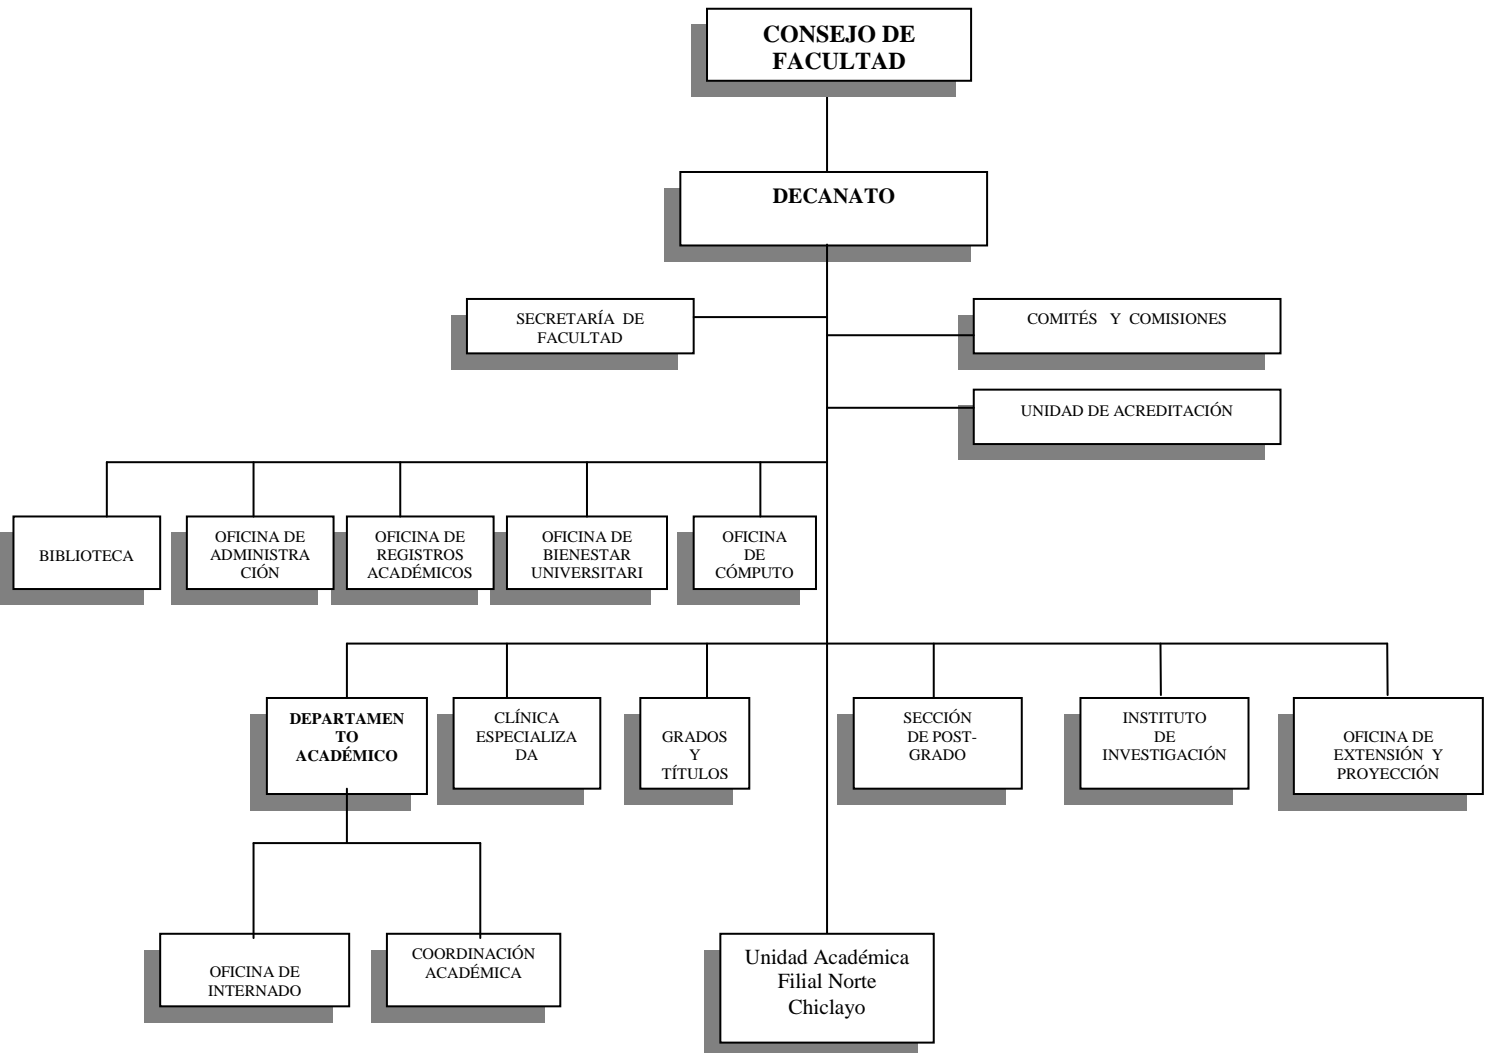 CONSEJO DE
FACULTAD
DECANATO
SECRETARÍA DE
FACULTAD
COMITÉS Y COMISIONES
UNIDAD DE ACREDITACIÓN
BIBLIOTECA
OFICINA DE
ADMINISTRA
CIÓN
OFICINA DE
REGISTROS
ACADÉMICOS
OFICINA DE
BIENESTAR
UNIVERSITARI
OFICINA
DE
CÓMPUTO
DEPARTAMEN
TO
ACADÉMICO
CLÍNICA
ESPECIALIZA
DA
GRADOS
Y
TÍTULOS
SECCIÓN
DE POST-
GRADO
INSTITUTO
DE
INVESTIGACIÓN
OFICINA DE
EXTENSIÓN Y
PROYECCIÓN
OFICINA DE
INTERNADO
COORDINACIÓN
ACADÉMICA
Unidad Académica
Filial Norte
Chiclayo